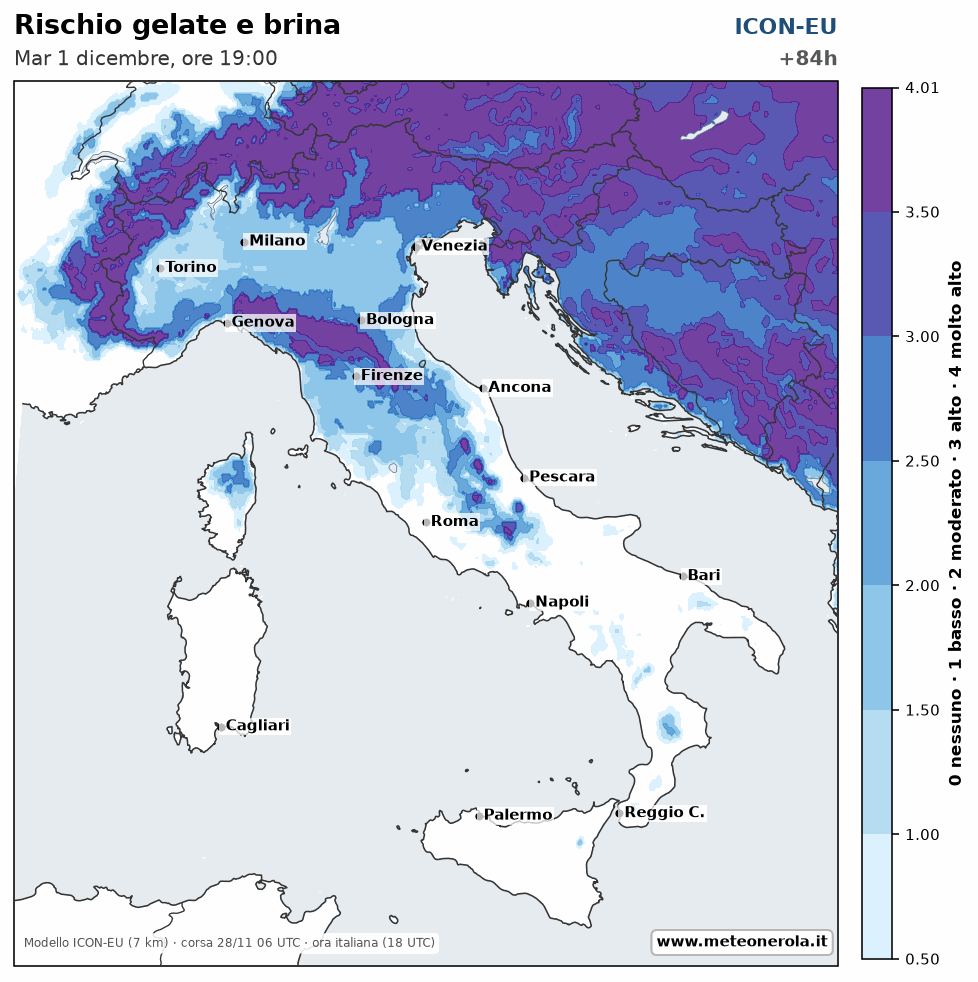 Rischio gelate e brina
ICON-EU
Mar 1 dicembre, ore 19:00
+84h
4.01
3.50
3.00
2.50
2.00
1.50
1.00
0.50
0 nessuno · 1 basso · 2 moderato · 3 alto · 4 molto alto
Milano
Venezia
Torino
Genova
Bologna
Firenze
Ancona
Pescara
Roma
Bari
Napoli
Cagliari
Palermo
Reggio C.
Modello ICON-EU (7 km) · corsa 28/11 06 UTC · ora italiana (18 UTC)
www.meteonerola.it